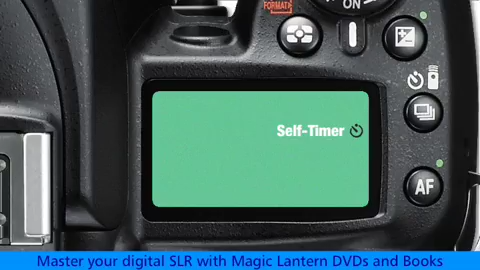 FORMAT
ON
Self-Timer
AF
Master your digital SLR with Magic Lantern DVDs and Books